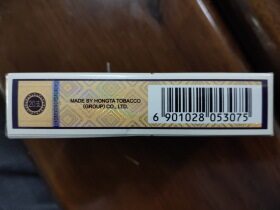 MADE BY HONGTA TOBACCO
(GROUP) CO., LTD.
6 901028 053075